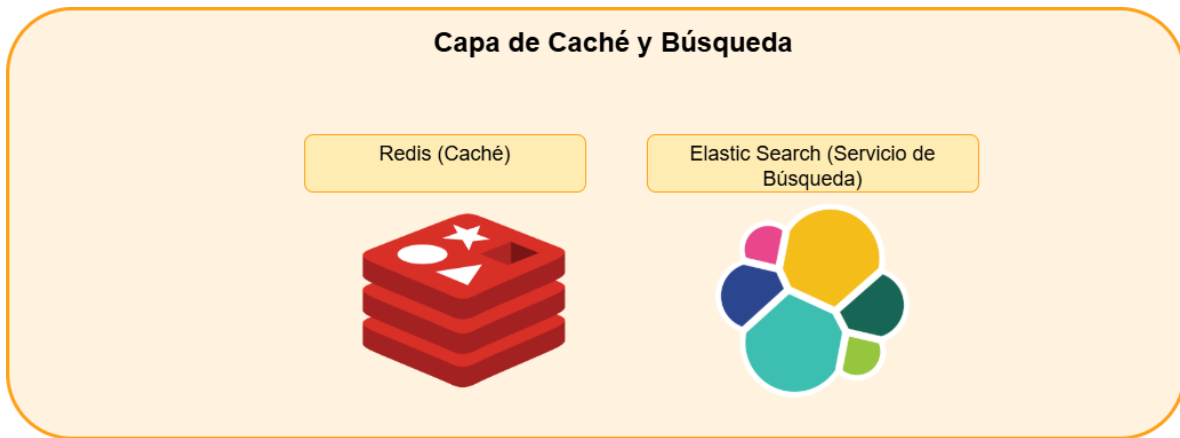 Capa de Caché y Búsqueda
Redis (Caché)
Elastic Search (Servicio de
Búsqueda)